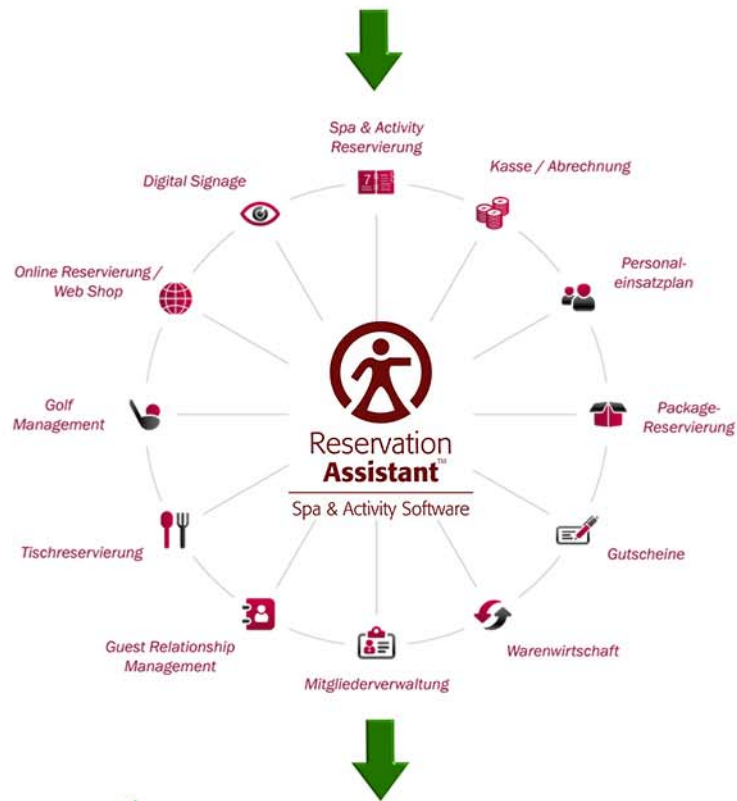 Spa & Activity
Reservierung
Kasse / Abrechnung
Digital Signage
7
Personal-
einsatzplan
Online Reservierung /
Web Shop
Golf
Management
Package-
Reservierung
Reservation
Assistant™
Spa & Activity Software
Tischreservierung
Gutscheine
Guest Relationship
Management
Warenwirtschaft
Mitgliederverwaltung